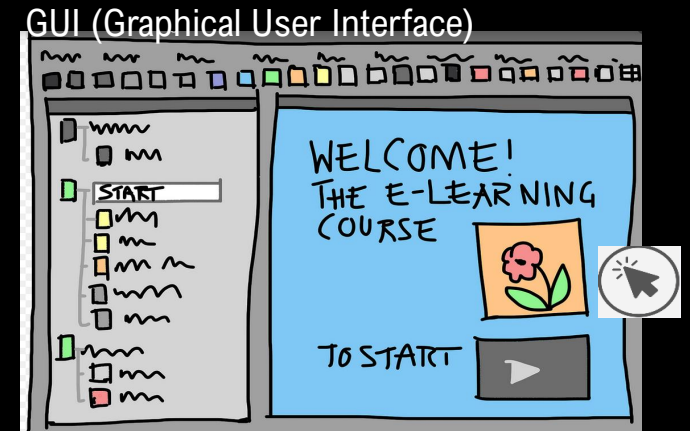 GUI (Graphical User Interface)
START
WELCOME!
THE E-LEARNING
COURSE
TO START